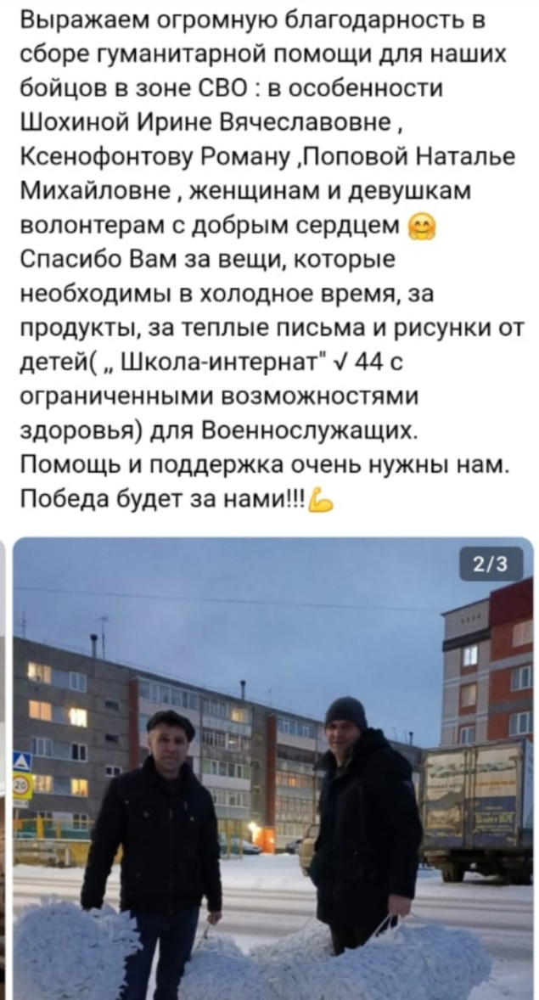 Выражаем огромную благодарность в
сборе гуманитарной помощи для наших
бойцов в зоне СВО : в особенности
Шохиной Ирине Вячеславовне ,
Ксенофонтову Роману ,Поповой Наталье
Михайловне , женщинам и девушкам
волонтерам с добрым сердцем 🤗
Спасибо Вам за вещи, которые
необходимы в холодное время, за
продукты, за теплые письма и рисунки от
детей( „ Школа-интернат" √ 44 с
ограниченными возможностями
здоровья) для Военнослужащих.
Помощь и поддержка очень нужны нам.
Победа будет за нами!!!💪
2/3
20